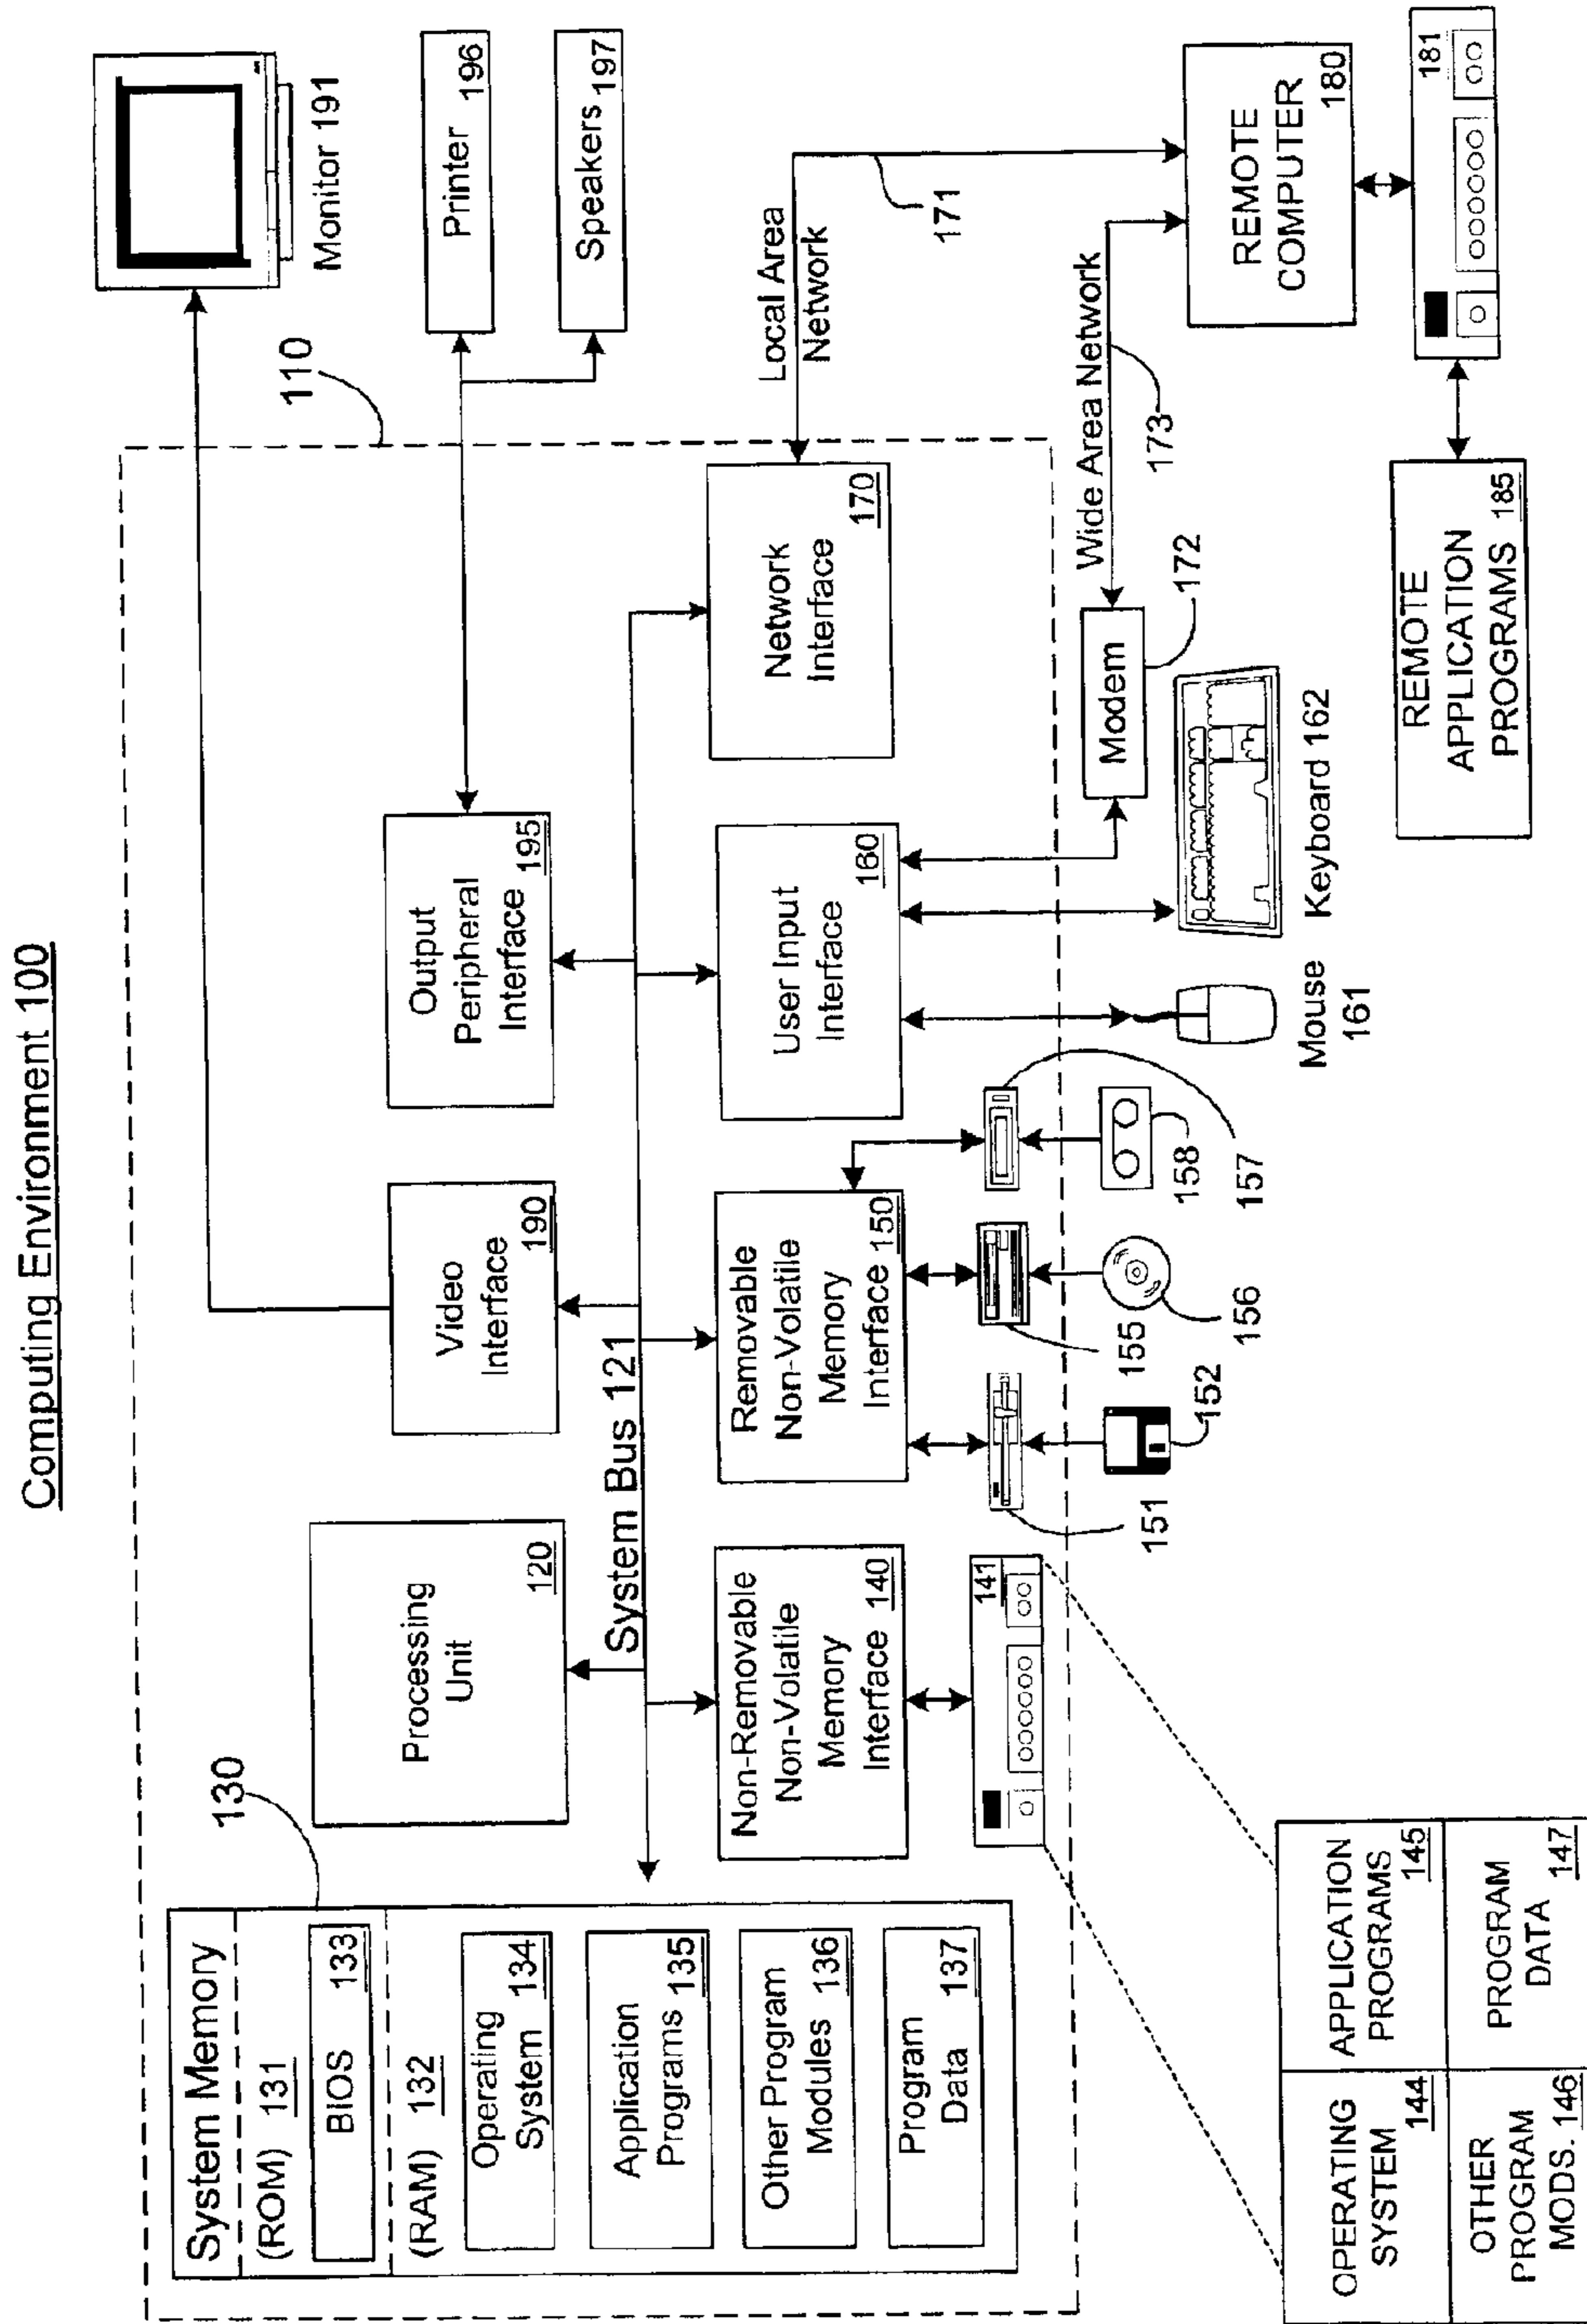 Computing Environment 100
110
130
System Memory
(ROM) 131
BIOS 133
(RAM) 132
Operating
System 134
Application
Programs 135
Other Program
Modules 136
Program
Data 137
Processing
Unit
120
Video
Interface
190
Output
Peripheral
Interface 195
System Bus 121
Non-Removable
Non-Volatile
Memory
Interface 140
Removable
Non-Volatile
Memory
Interface 150
User Input
Interface
160
Network
Interface
170
Monitor 191
Printer 196
Speakers 197
Local Area
Network
171
Wide Area Network
173
Modem
172
141
151
152
155
156
157
158
Mouse
161
Keyboard 162
REMOTE
COMPUTER
180
181
REMOTE
APPLICATION
PROGRAMS 185
OPERATING
SYSTEM
144
APPLICATION
PROGRAMS
145
OTHER
PROGRAM
MODS. 146
PROGRAM
DATA
147